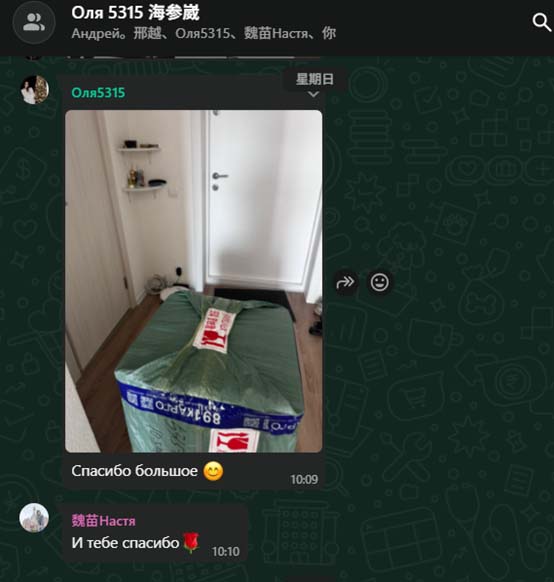 Оля 5315 海参崴
Андрей。邢越、Оля5315、魏苗Настя、你
星期日
Оля5315
891КАРГО
Спасибо большое 😊
10:09
魏苗Настя
И тебе спасибо🌹
10:10